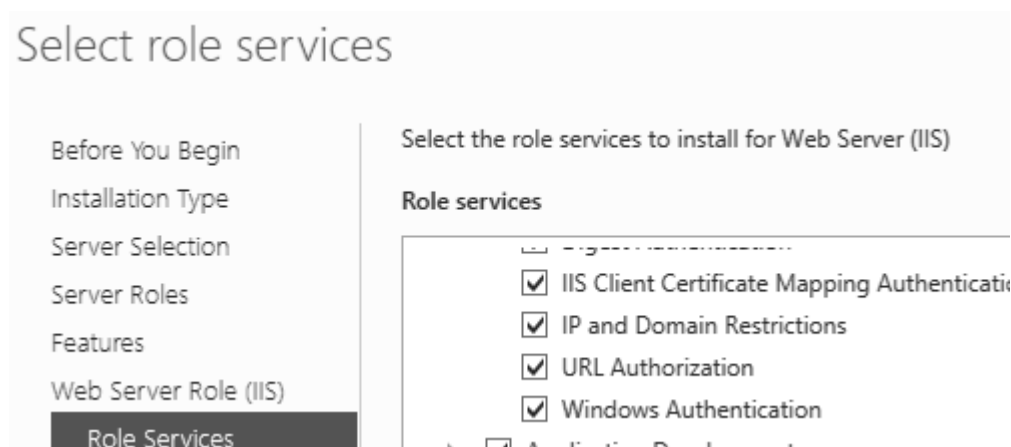 Select role services
Before You Begin
Installation Type
Server Selection
Server Roles
Features
Web Server Role (IIS)
Role Services
Select the role services to install for Web Server (IIS)
Role services
IIS Client Certificate Mapping Authenticatio
IP and Domain Restrictions
URL Authorization
Windows Authentication